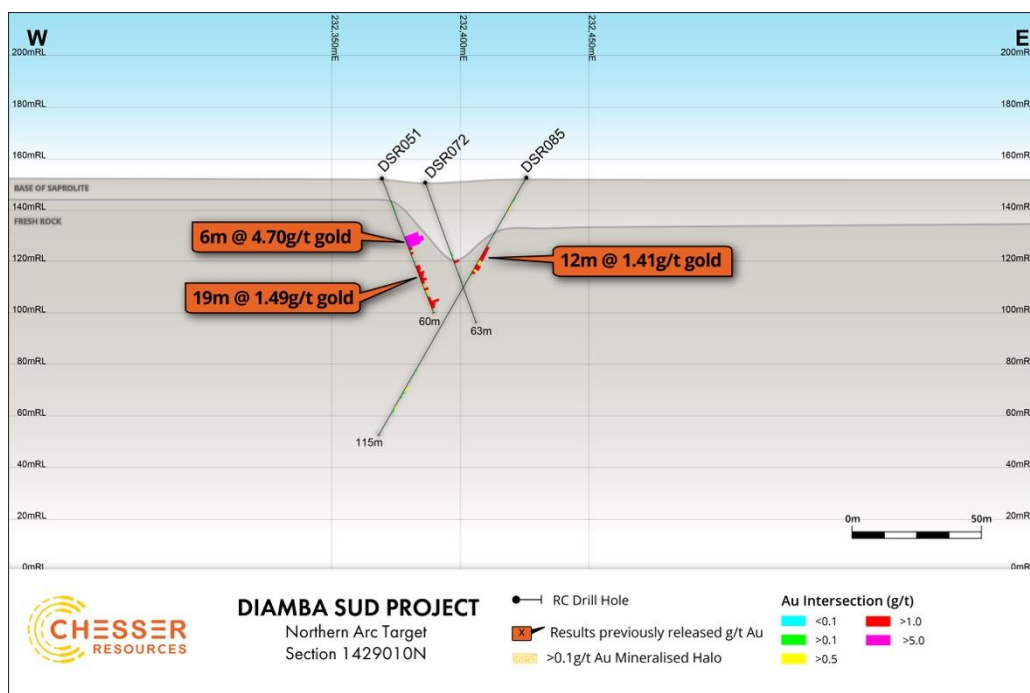 W
E
232,350mE
232,400mE
232,450mE
200mRL
200mRL
180mRL
180mRL
160mRL
160mRL
140mRL
140mRL
120mRL
120mRL
100mRL
100mRL
80mRL
80mRL
60mRL
60mRL
40mRL
40mRL
20mRL
20mRL
0mRL
0mRL
DSR051
DSR072
DSR085
BASE OF SAPROLITE
FRESH ROCK
6m @ 4.70g/t gold
12m @ 1.41g/t gold
19m @ 1.49g/t gold
60m
63m
115m
0m
50m
CHESSER
RESOURCES
DIAMBA SUD PROJECT
Northern Arc Target
Section 1429010N
RC Drill Hole
X
Results previously released g/t Au
>0.1g/t Au Mineralised Halo
Au Intersection (g/t)
<0.1
>0.1
>0.5
>1.0
>5.0